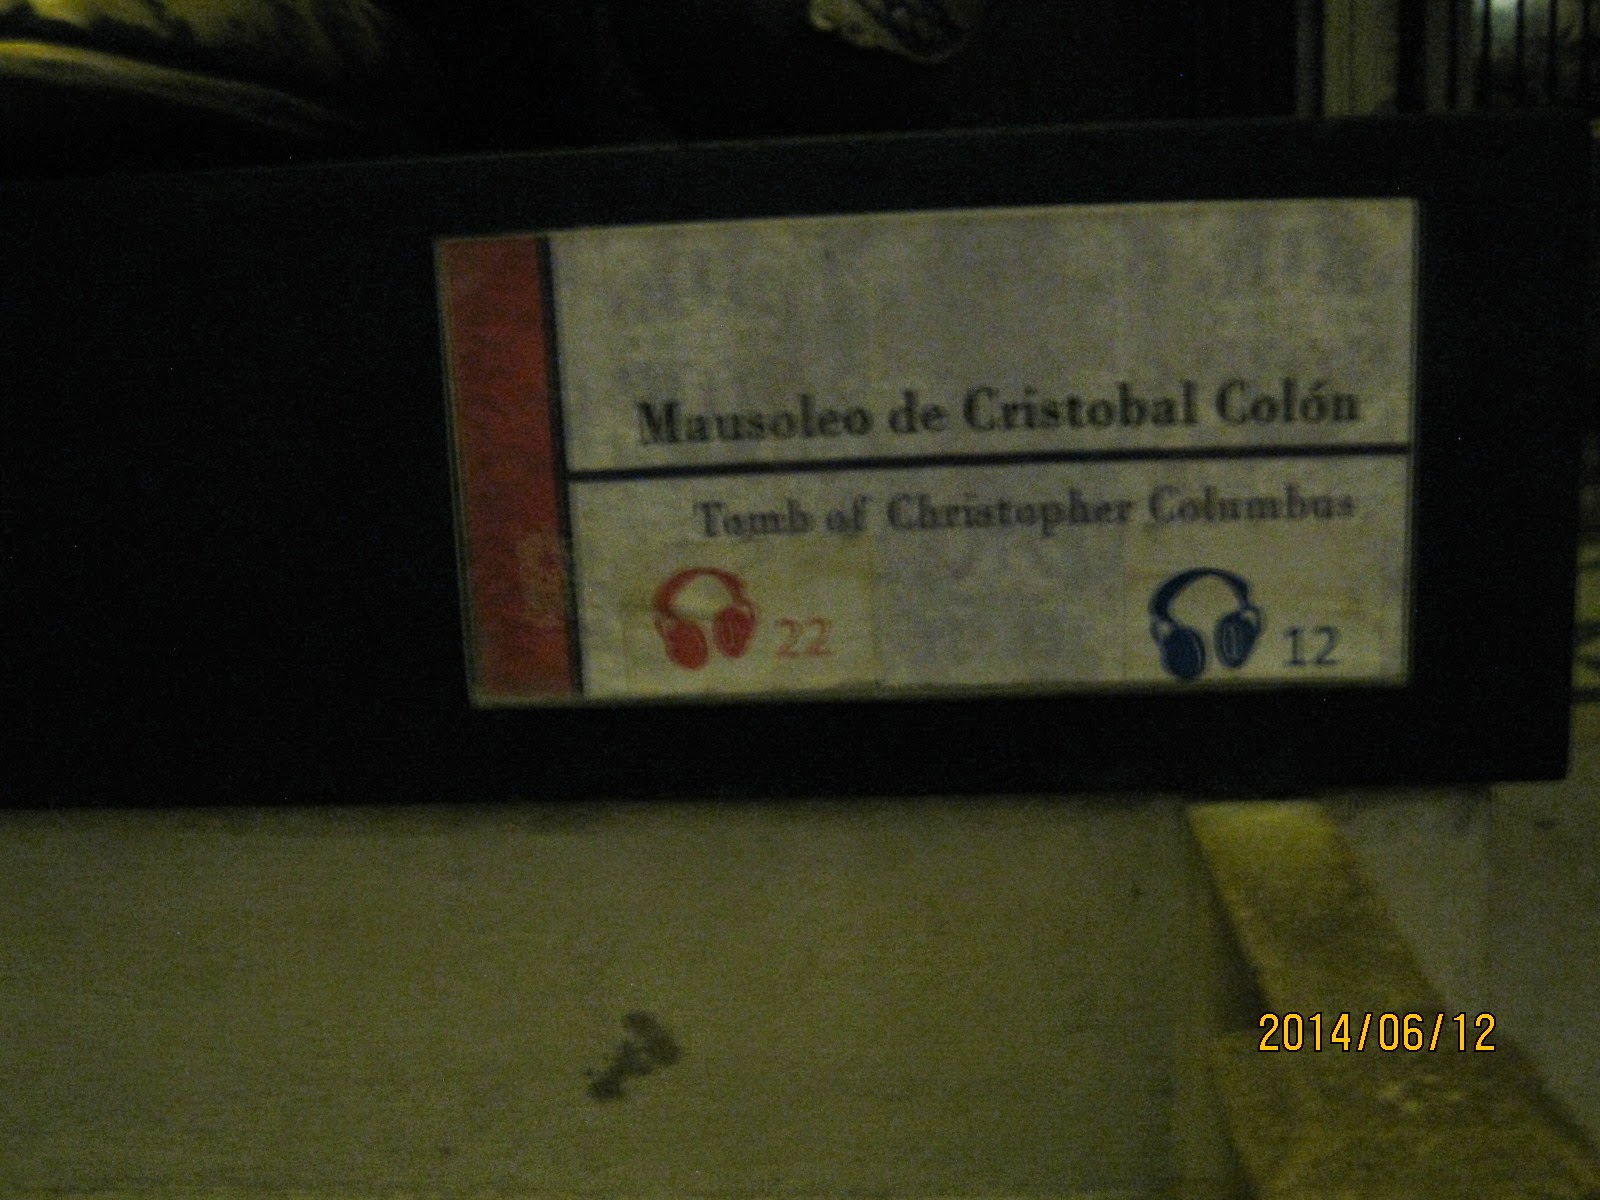 Mausoleo de Cristobal Colón
Tomb of Christopher Columbus
22 12
2014/06/12